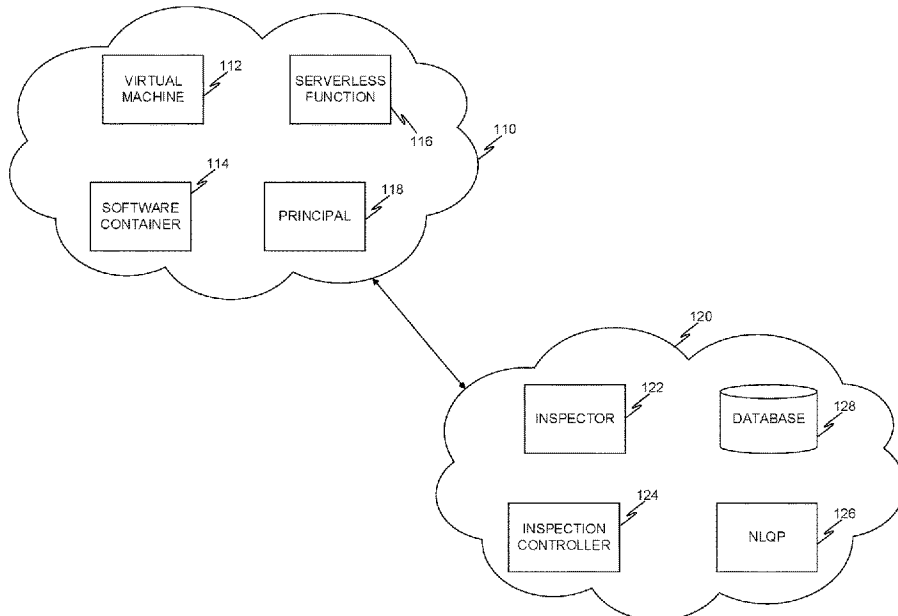 VIRTUAL
MACHINE
112
SERVERLESS
FUNCTION
116
110
SOFTWARE
CONTAINER
114
PRINCIPAL
118
120
INSPECTOR
122
DATABASE
128
INSPECTION
CONTROLLER
124
NLQP
126